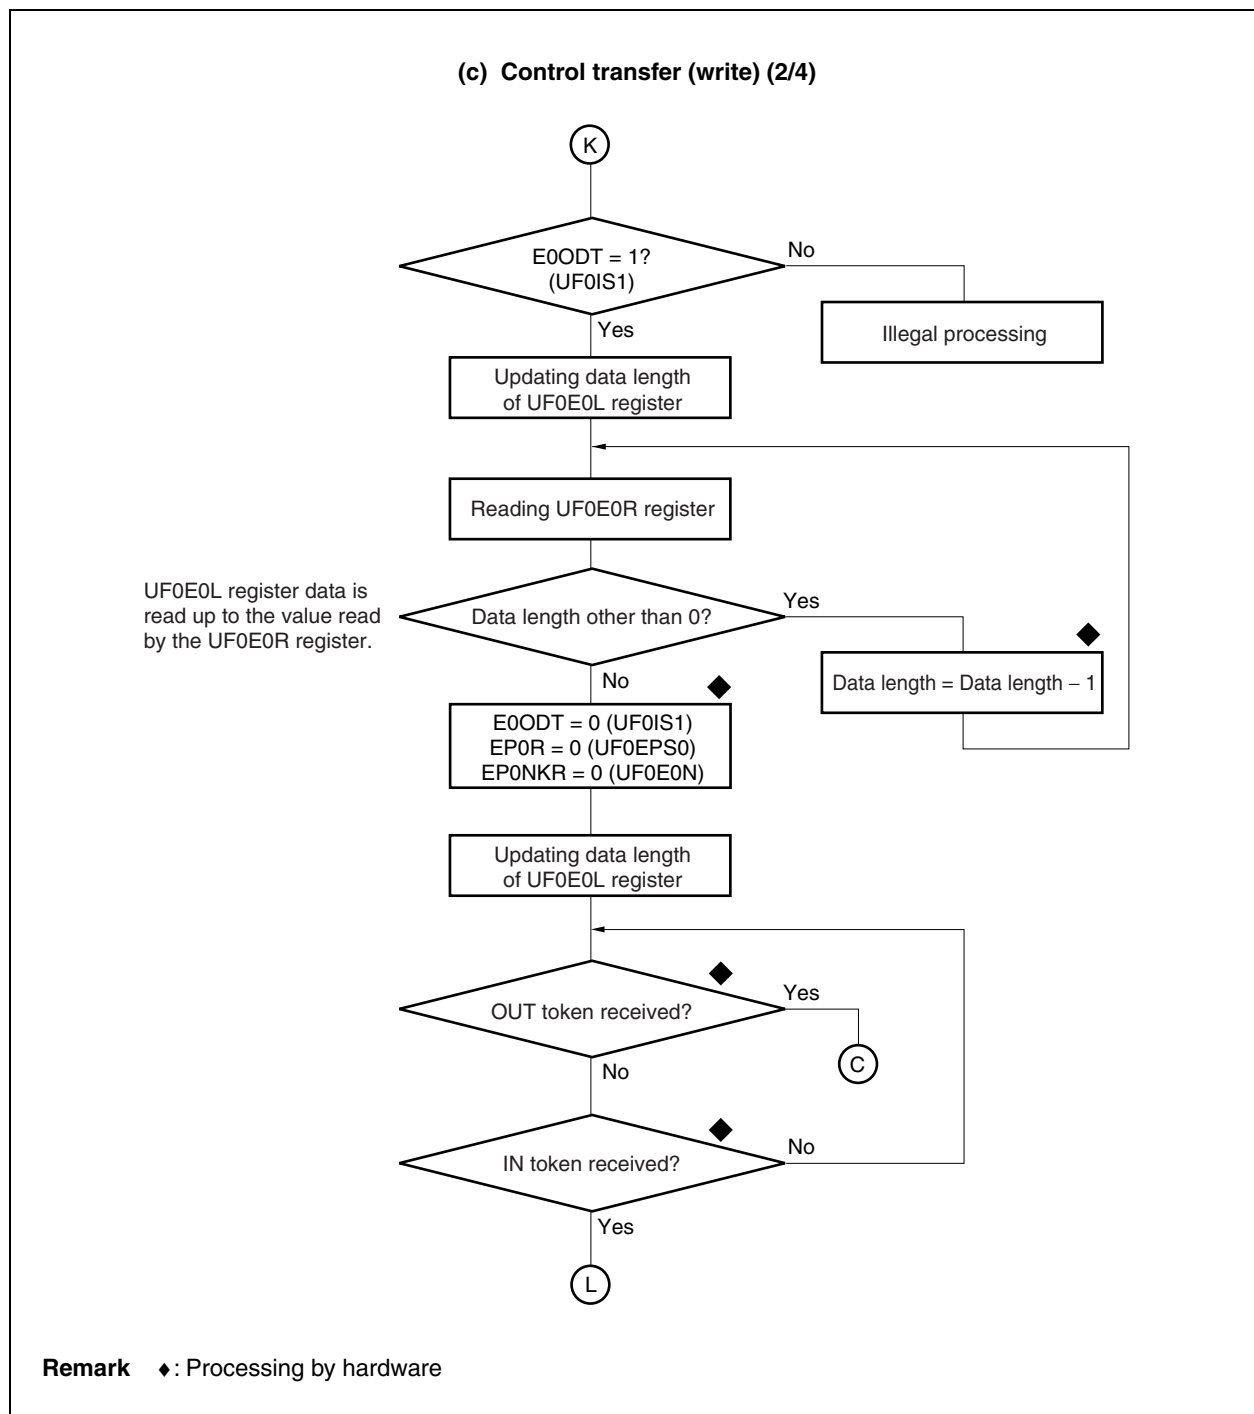 (c) Control transfer (write) (2/4)
K
E0ODT = 1?
(UF0IS1)
No
Yes
Illegal processing
Updating data length
of UF0E0L register
Reading UF0E0R register
UF0E0L register data is
read up to the value read
by the UF0E0R register.
Data length other than 0?
Yes
No
Data length = Data length − 1
E0ODT = 0 (UF0IS1)
EP0R = 0 (UF0EPS0)
EP0NKR = 0 (UF0E0N)
Updating data length
of UF0E0L register
OUT token received?
Yes
C
No
IN token received?
No
Yes
L
Remark ♦: Processing by hardware